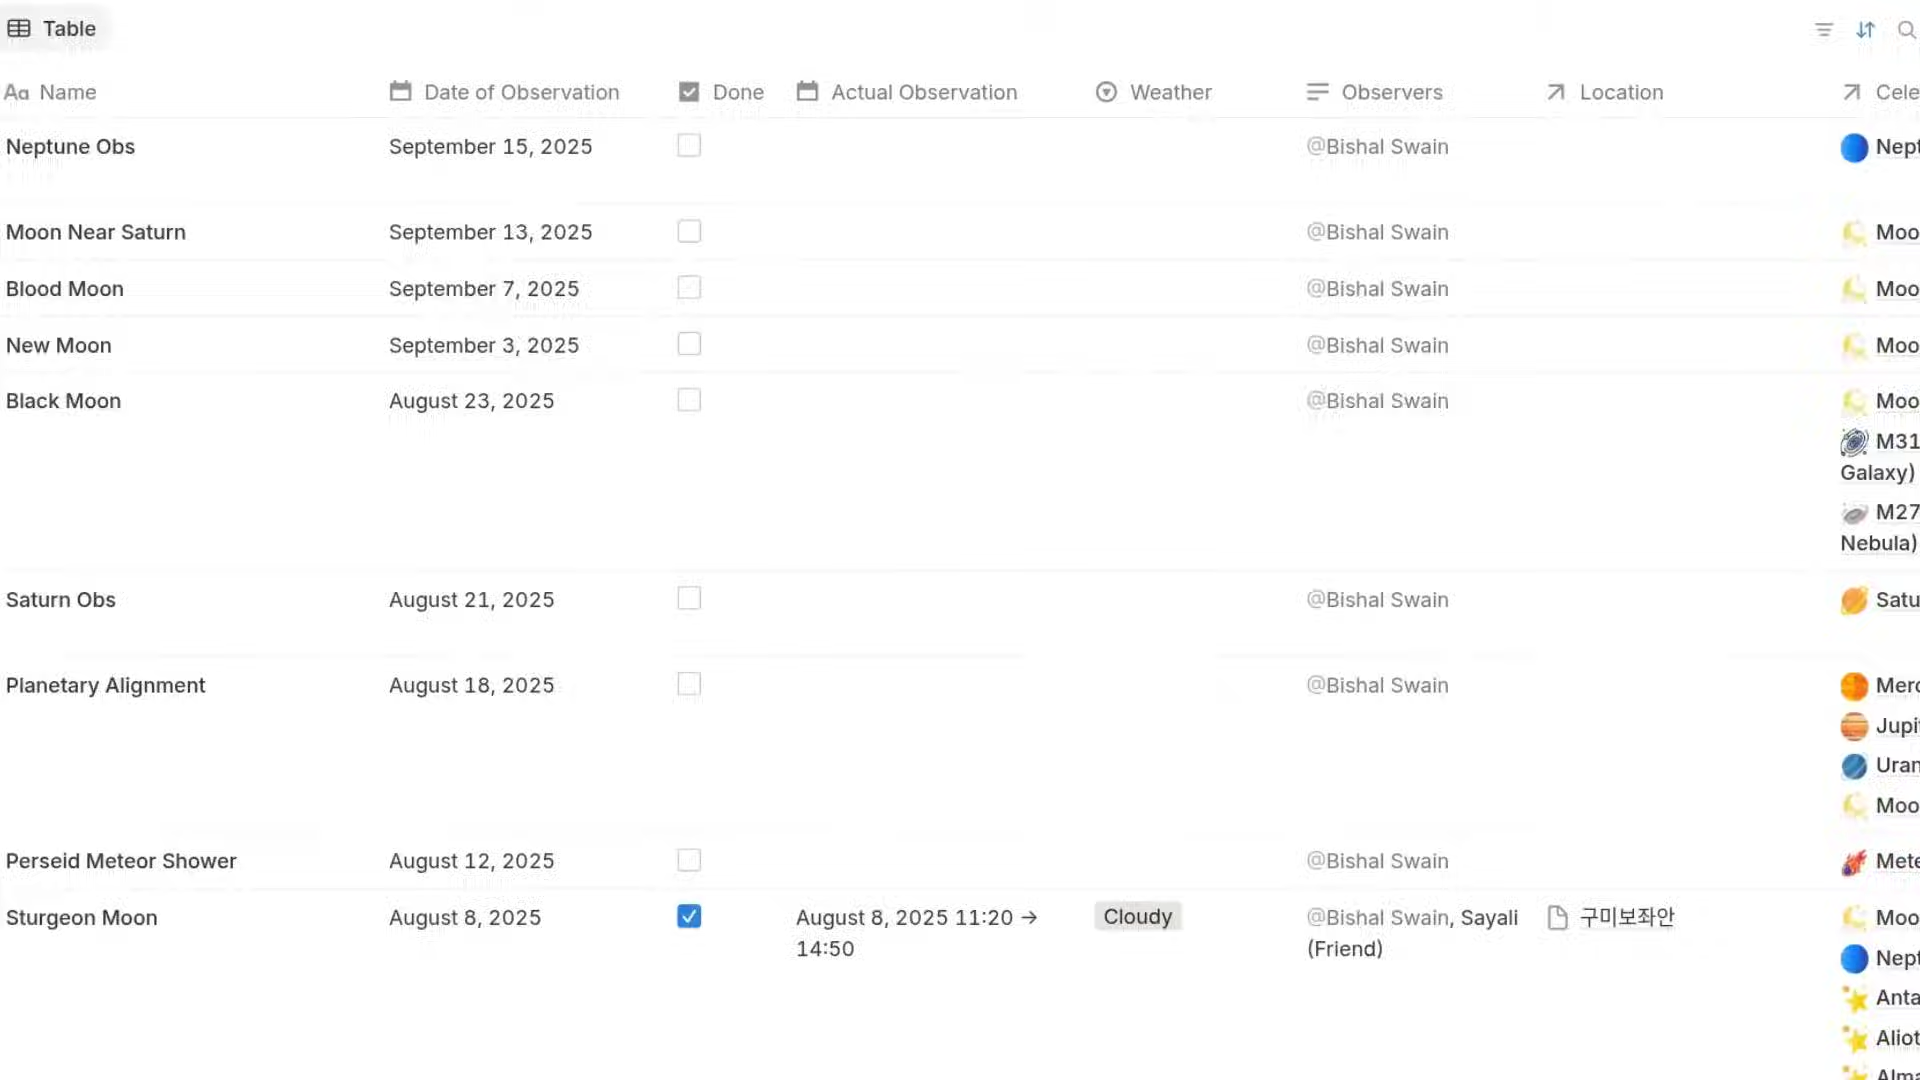 Table
Aa Name Date of Observation Done Actual Observation Weather Observers Location Cele
Neptune Obs September 15, 2025 @Bishal Swain Nept
Moon Near Saturn September 13, 2025 @Bishal Swain Moo
Blood Moon September 7, 2025 @Bishal Swain Moo
New Moon September 3, 2025 @Bishal Swain Moo
Black Moon August 23, 2025 @Bishal Swain Moo
M31
Galaxy)
M27
Nebula)
Saturn Obs August 21, 2025 @Bishal Swain Satu
Planetary Alignment August 18, 2025 @Bishal Swain Merc
Jupit
Uran
Moo
Perseid Meteor Shower August 12, 2025 @Bishal Swain Mete
Sturgeon Moon August 8, 2025 August 8, 2025 11:20 → Cloudy @Bishal Swain, Sayali 구미보좌안 Moo
14:50 (Friend)
Nept
Anta
Aliot
Alma